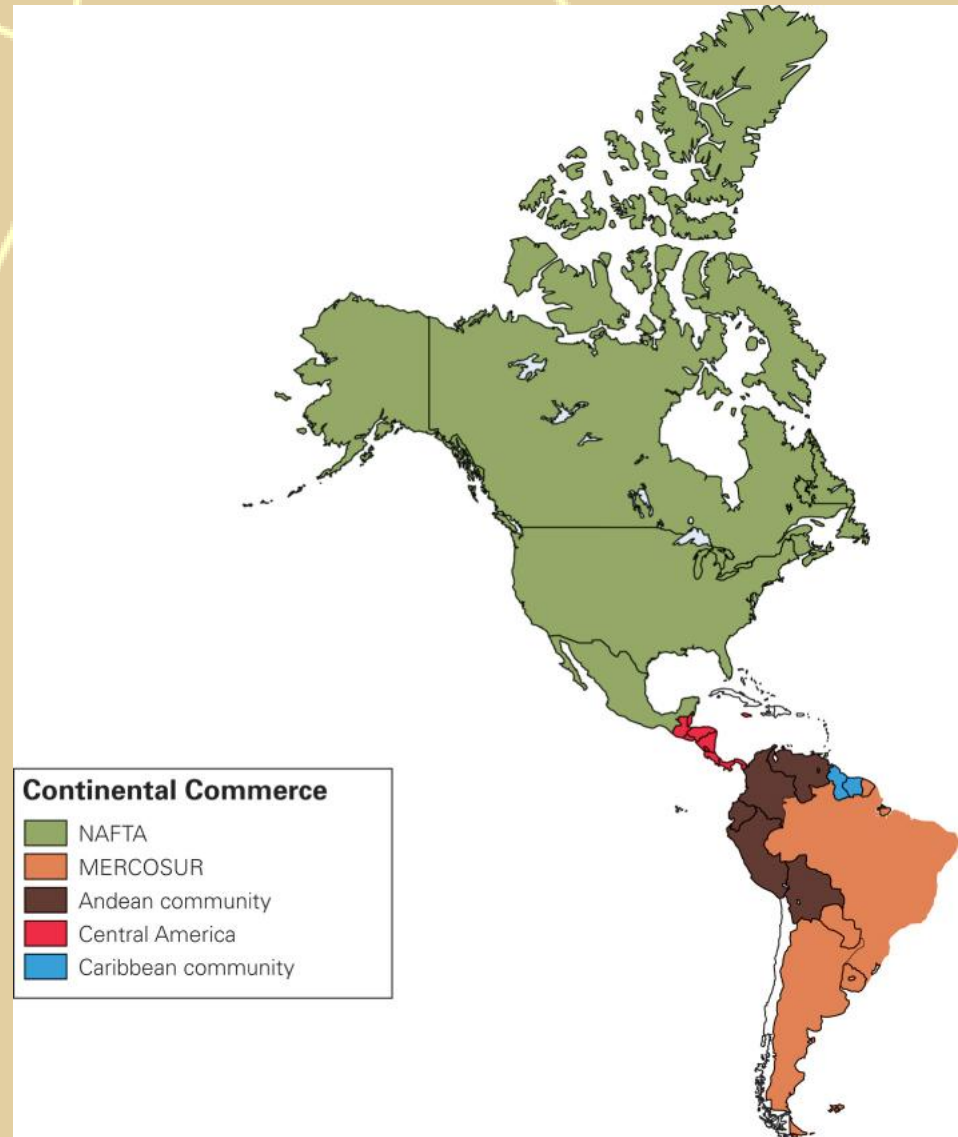 Continental Commerce
NAFTA
MERCOSUR
Andean community
Central America
Caribbean community